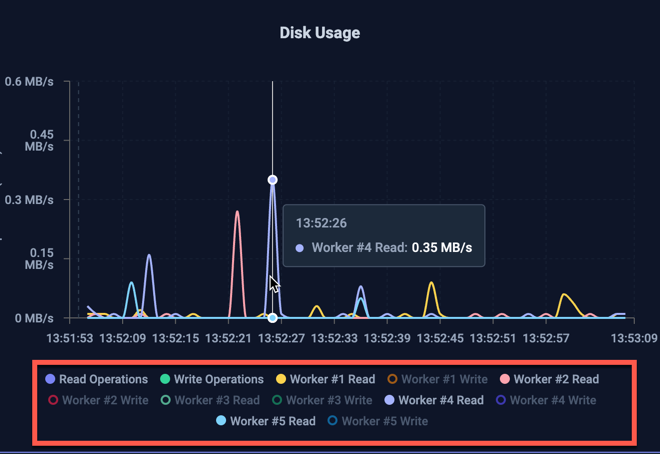 Disk Usage
0.6 MB/s
0.45
MB/s
0.3 MB/s
0.15
MB/s
0 MB/s
13:52:26
Worker #4 Read: 0.35 MB/s
13:51:53 13:52:09 13:52:15 13:52:21 13:52:27 13:52:33 13:52:39 13:52:45 13:52:51 13:52:57 13:53:09
Read Operations Write Operations Worker #1 Read Worker #1 Write Worker #2 Read
Worker #2 Write Worker #3 Read Worker #3 Write Worker #4 Read Worker #4 Write
Worker #5 Read Worker #5 Write